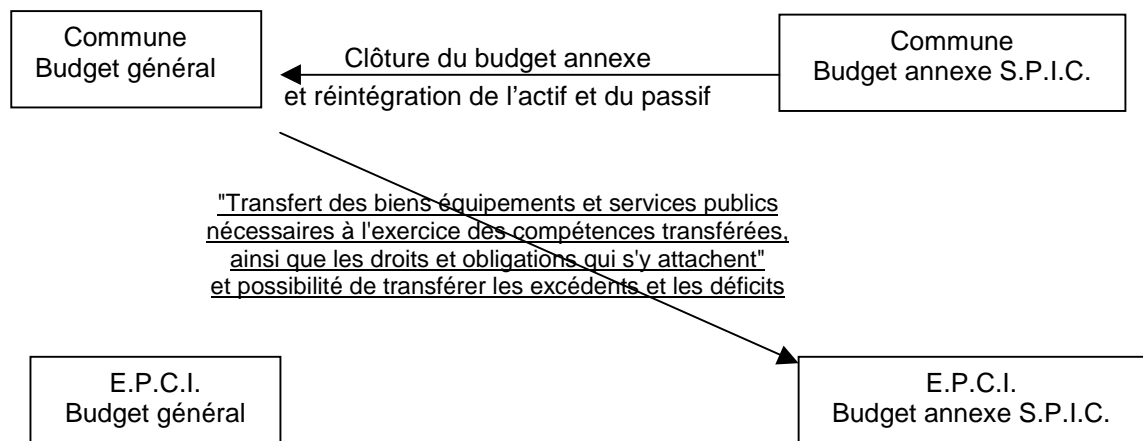 Commune
Budget général
Clôture du budget annexe
et réintégration de l'actif et du passif
Commune
Budget annexe S.P.I.C.
"Transfert des biens équipements et services publics
nécessaires à l'exercice des compétences transférées,
ainsi que les droits et obligations qui s'y attachent"
et possibilité de transférer les excédents et les déficits
E.P.C.I.
Budget général
E.P.C.I.
Budget annexe S.P.I.C.